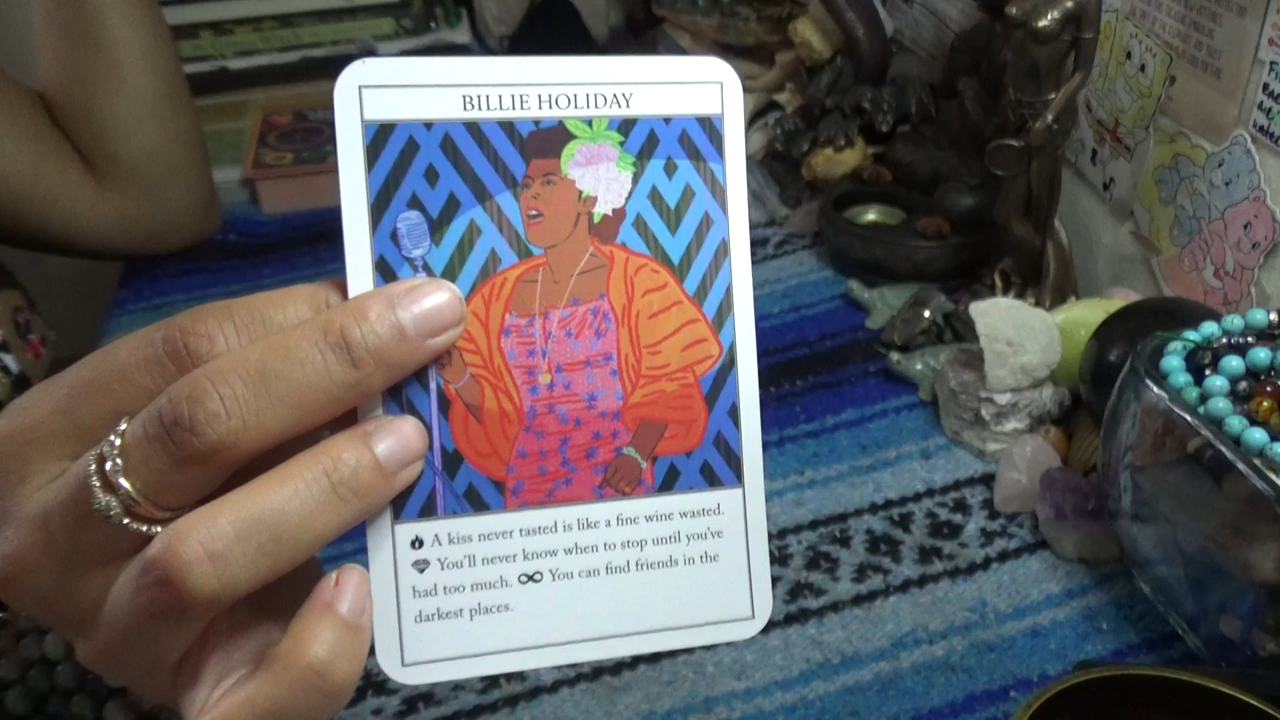 BILLIE HOLIDAY
A kiss never tasted is like a fine wine wasted.
You'll never know when to stop until you've
had too much. ∞ You can find friends in the
darkest places.